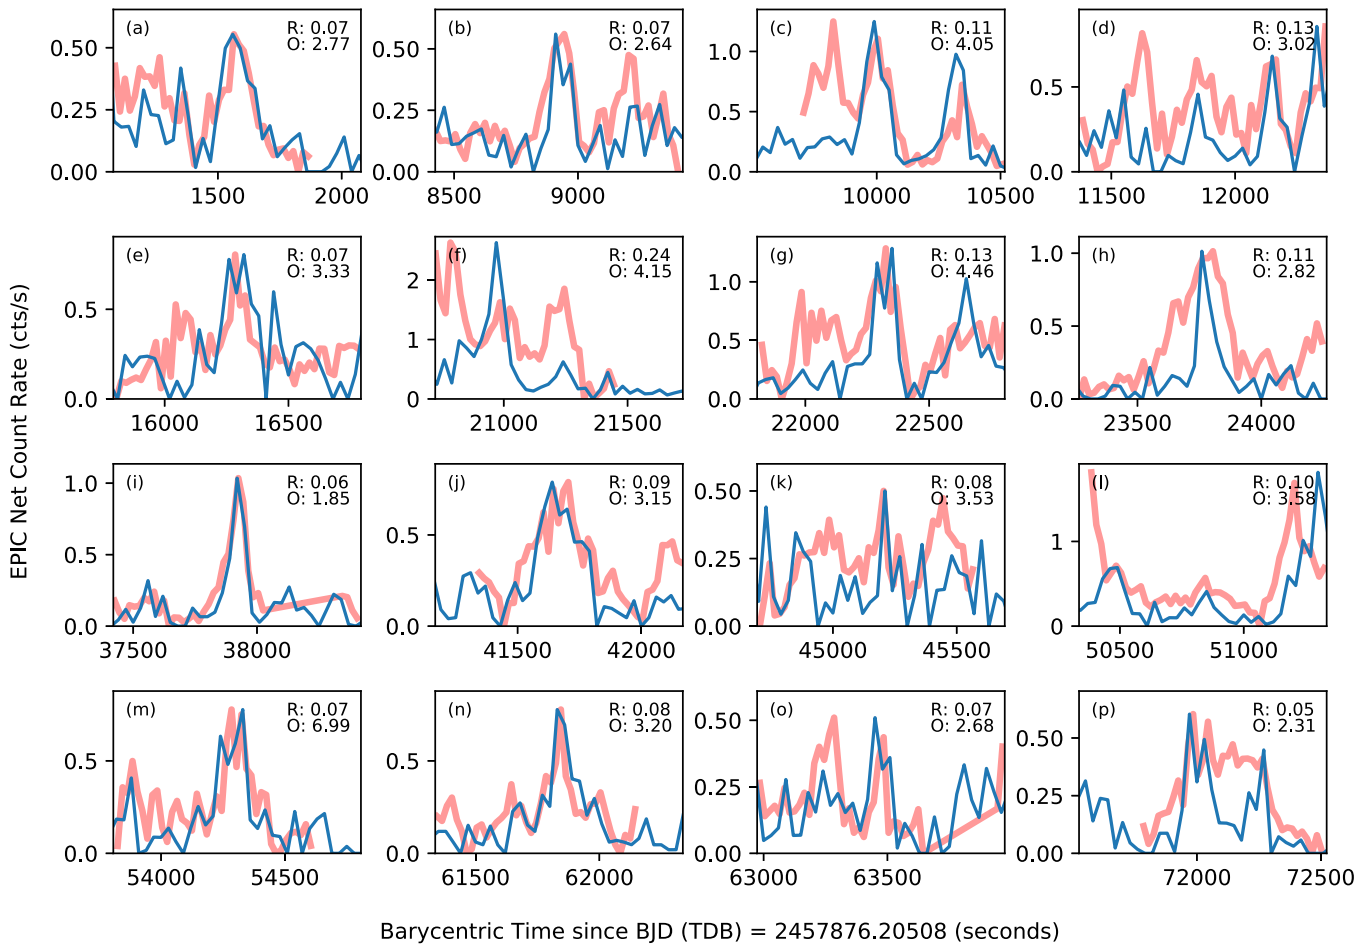 (a) R: 0.07
O: 2.77
0.50
0.25
0.00
1500 2000
(b) R: 0.07
O: 2.64
0.50
0.25
0.00
8500 9000
(c) R: 0.11
O: 4.05
1.0
0.5
0.0
10000 10500
(d) R: 0.13
O: 3.02
1.0
0.5
0.0
11500 12000
(e) R: 0.07
O: 3.33
1.0
0.5
0.0
16000 16500
(f) R: 0.24
O: 4.15
2
1
0
21000 21500
(g) R: 0.13
O: 4.46
1.0
0.5
0.0
22000 22500
(h) R: 0.11
O: 2.82
1.0
0.5
0.0
23500 24000
(i) R: 0.06
O: 1.85
1.0
0.5
0.0
37500 38000
(j) R: 0.09
O: 3.15
0.5
0.0
41500 42000
(k) R: 0.08
O: 3.53
0.50
0.25
0.00
45000 45500
(l) R: 0.10
O: 3.58
1
0
50500 51000
(m) R: 0.07
O: 6.99
0.5
0.0
54000 54500
(n) R: 0.08
O: 3.20
0.5
0.0
61500 62000
(o) R: 0.07
O: 2.68
0.50
0.25
0.00
63000 63500
(p) R: 0.05
O: 2.31
0.50
0.25
0.00
72000 72500
EPIC Net Count Rate (cts/s)
Barycentric Time since BJD (TDB) = 2457876.20508 (seconds)